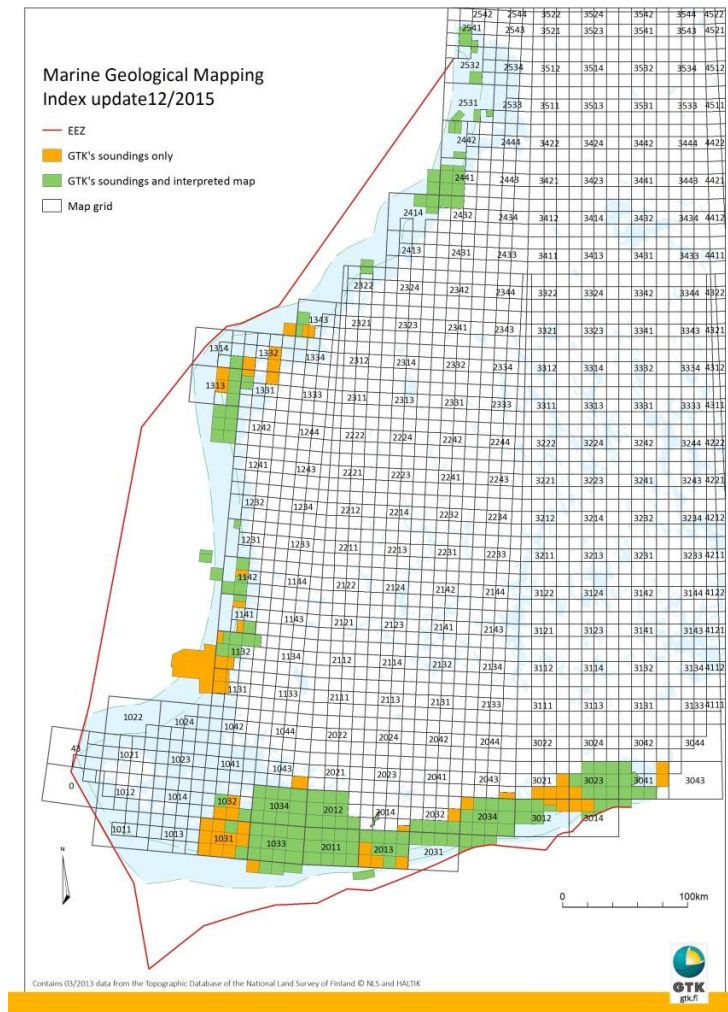 Marine Geological Mapping
Index update12/2015
EEZ
GTK's soundings only
GTK's soundings and interpreted map
Map grid
2542 2544 3522 3524 3542 3544 4522
2541 2543 3521 3523 3541 3543 4521
2532 2534 3512 3514 3532 3534 4512
2531 2533 3511 3513 3531 3533 4511
2442 2444 3422 3424 3442 3444 4422
2441 2443 3421 3423 3441 3443 4421
2414 2432 2434 3412 3414 3432 3434 4412
2413 2431 2433 3411 3413 3431 3433 4411
2322 2324 2342 2344 3322 3324 3342 3344 4322
1343 2321 2323 2341 2343 3321 3323 3341 3343 4321
1314 1332 1334 2312 2314 2332 2334 3312 3314 3332 3334 4312
1313 1331 1333 2311 2313 2331 2333 3311 3313 3331 3333 4311
1242 1244 2222 2224 2242 2244 3222 3224 3242 3244 4222
1241 1243 2221 2223 2241 2243 3221 3223 3241 3243 4221
1232 1234 2212 2214 2232 2234 3212 3214 3232 3234 4212
1231 1233 2211 2213 2231 2233 3211 3213 3231 3233 4211
1142 1144 2122 2124 2142 2144 3122 3124 3142 3144 4122
1141 1143 2121 2123 2141 2143 3121 3123 3141 3143 4121
1132 1134 2112 2114 2132 2134 3112 3114 3132 3134 4112
1131 1133 2111 2113 2131 2133 3111 3113 3131 3133 4111
1022 1024 1042 1044 2022 2024 2042 2044 3022 3024 3042 3044
43 1021 1023 1041 1043 2021 2023 2041 2043 3021 3023 3041 3043
0 1012 1014 1032 1034 2012 2014 2032 2034 3012 3014
1011 1013 1031 1033 2011 2013 2031
N
0 100km
Contains 03/2013 data from the Topographic Database of the National Land Survey of Finland © NLS and HALTIK
GTK
gtk.fi